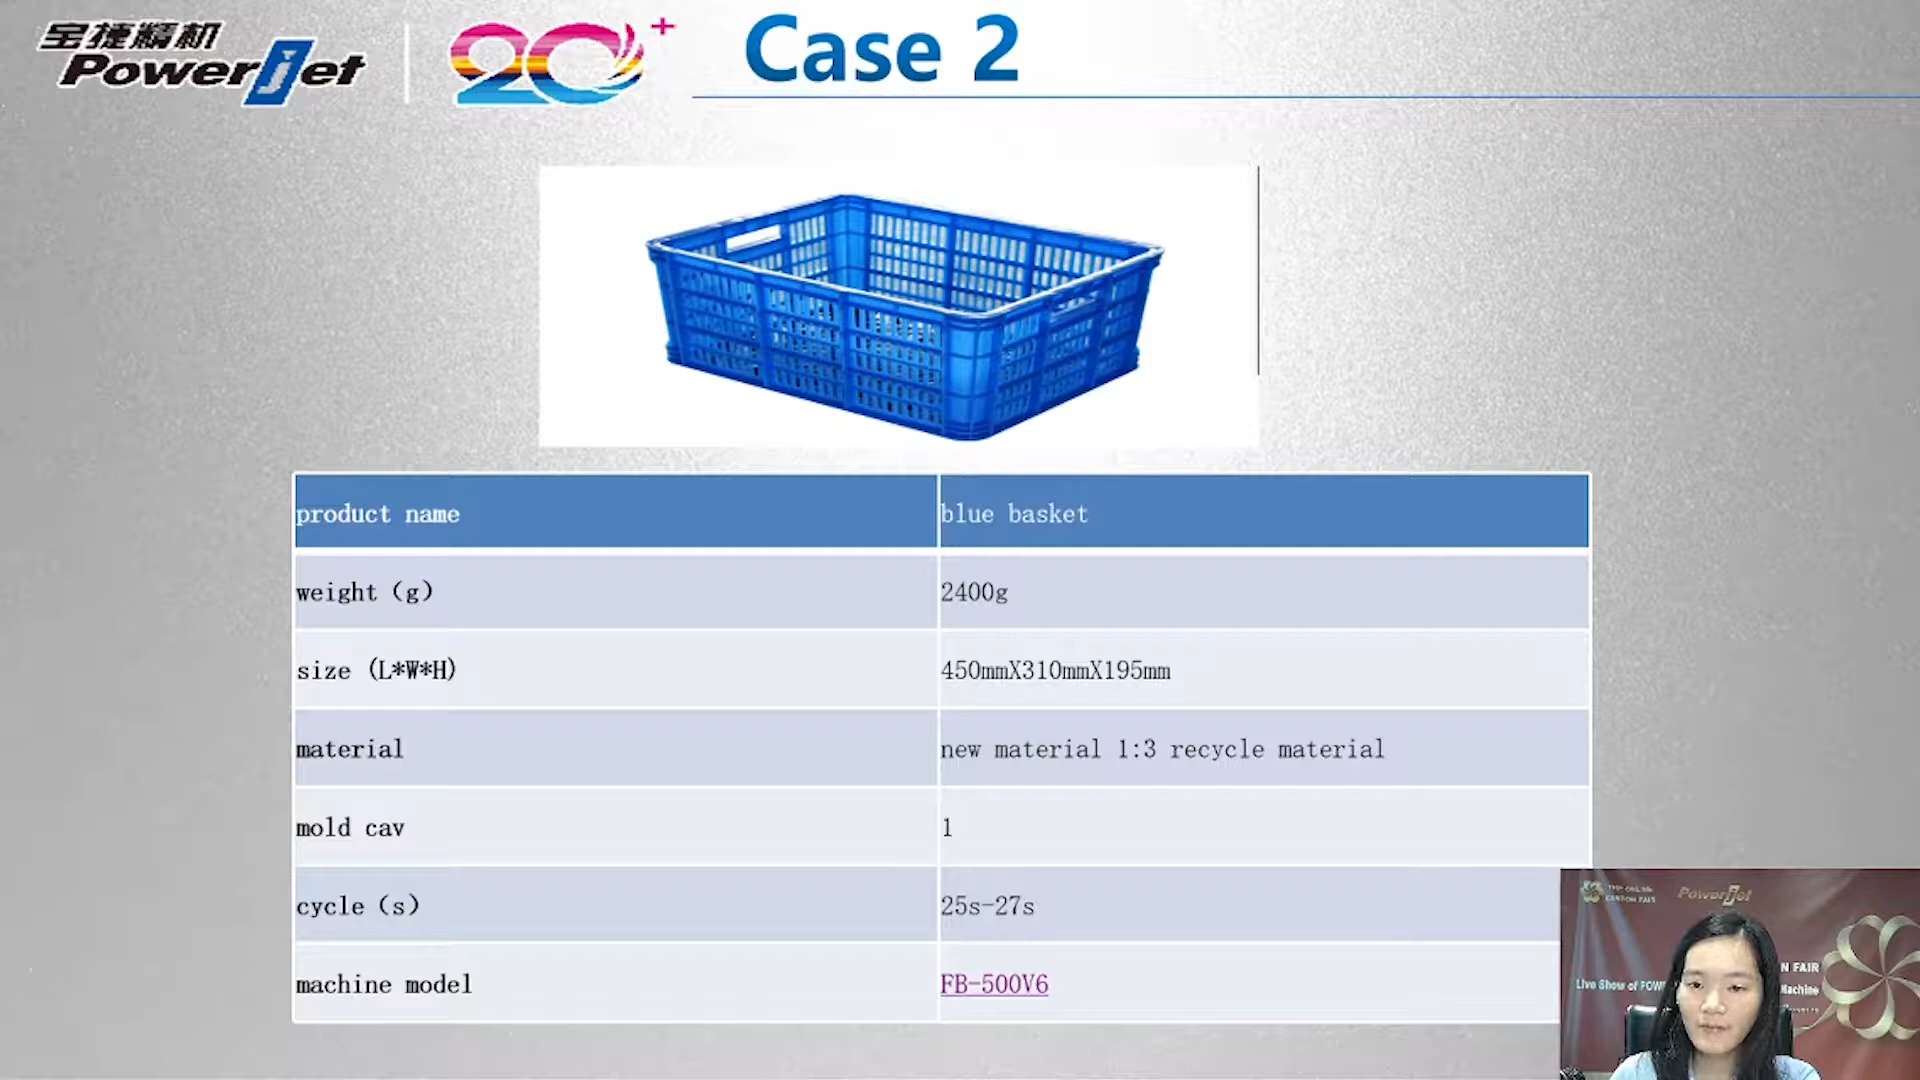 宝捷精机
PowerJet
20+
Case 2
product name
blue basket
weight（g）
2400g
size (L*W*H)
450mmX310mmX195mm
material
new material 1:3 recycle material
mold cav
1
cycle（s）
25s-27s
machine model
FB-500V6
CANTON FAIR
PowerJet
N FAIR
Live Show of POW
Machine